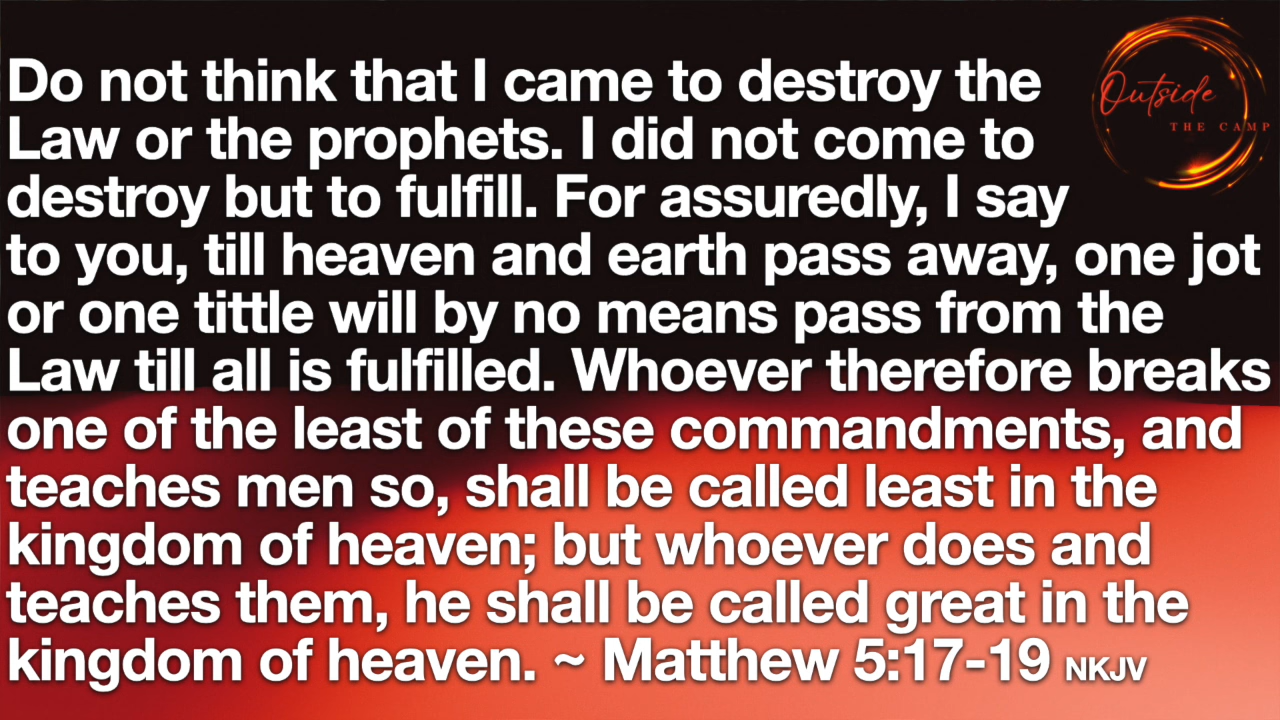 Outside
THE CAMP
Do not think that I came to destroy the
Law or the prophets. I did not come to
destroy but to fulfill. For assuredly, I say
to you, till heaven and earth pass away, one jot
or one tittle will by no means pass from the
Law till all is fulfilled. Whoever therefore breaks
one of the least of these commandments, and
teaches men so, shall be called least in the
kingdom of heaven; but whoever does and
teaches them, he shall be called great in the
kingdom of heaven. ~ Matthew 5:17-19 NKJV